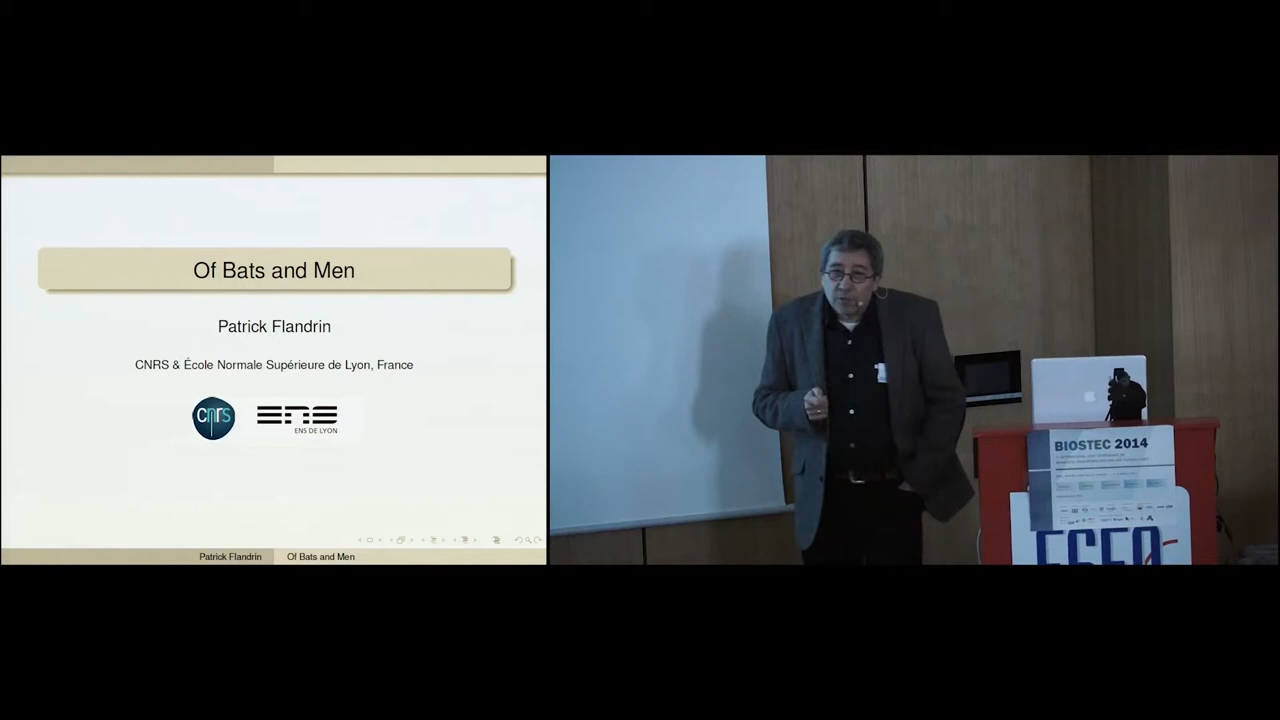 Of Bats and Men
Patrick Flandrin
CNRS & École Normale Supérieure de Lyon, France
cnrs
ENS
ENS DE LYON
Patrick Flandrin
Of Bats and Men
BIOSTEC 2014